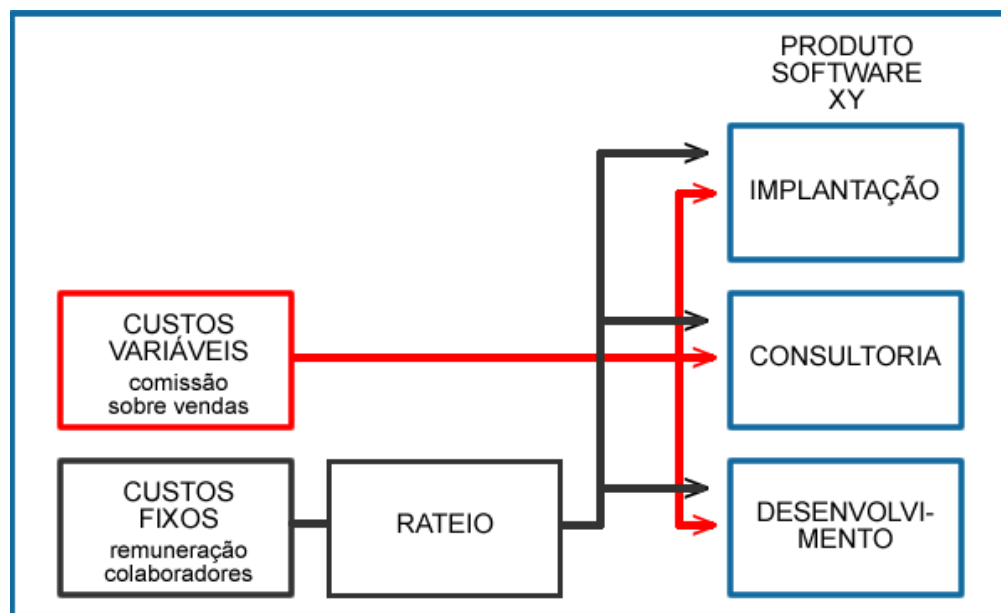 PRODUTO
SOFTWARE
XY
IMPLANTAÇÃO
CUSTOS
VARIÁVEIS
comissão
sobre vendas
CONSULTORIA
CUSTOS
FIXOS
remuneração
colaboradores
RATEIO
DESENVOLVI-
MENTO